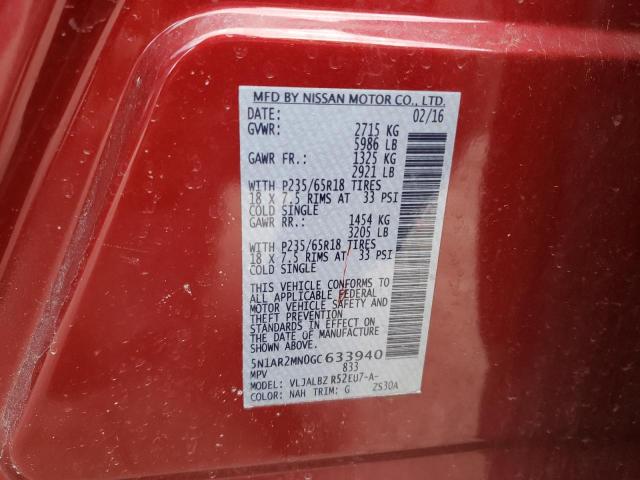 MFD BY NISSAN MOTOR CO., LTD.
DATE: 02/16
GVWR: 2715 KG
5986 LB
GAWR FR.: 1325 KG
2921 LB
WITH P235/65R18 TIRES
18 X 7.5 RIMS AT 33 PSI
COLD SINGLE
GAWR RR.: 1454 KG
3205 LB
WITH P235/65R18 TIRES
18 X 7.5 RIMS AT 33 PSI
COLD SINGLE
THIS VEHICLE CONFORMS TO
ALL APPLICABLE FEDERAL
MOTOR VEHICLE SAFETY AND
THEFT PREVENTION
STANDARDS IN EFFECT ON
THE DATE OF MANUFACTURE
SHOWN ABOVE.
5N1AR2MN0GC633940
MPV 833
MODEL: VLJALBZ R52EU7-A-
COLOR: NAH TRIM: G ZS30A